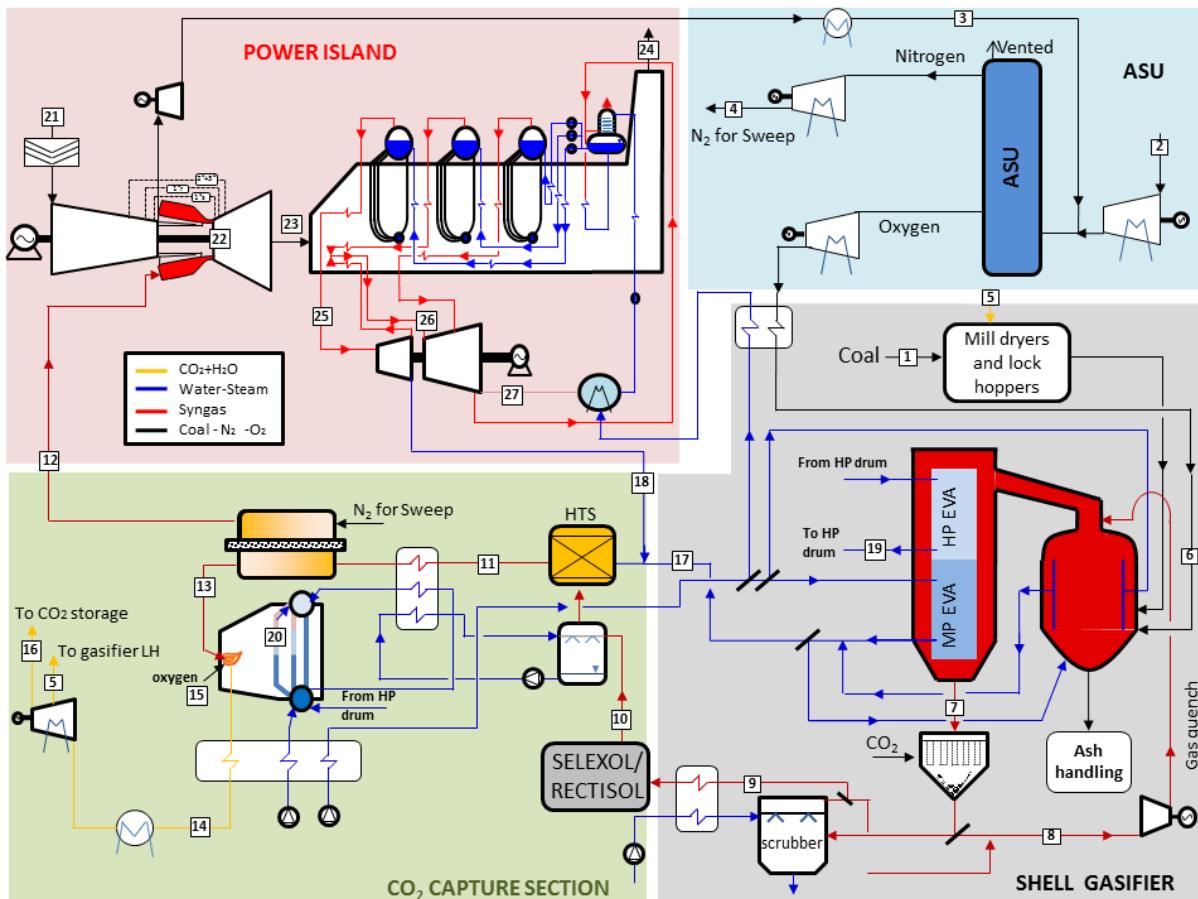 POWER ISLAND
24
3
Vented
Nitrogen
ASU
4
N₂ for Sweep
21
2
ASU
Oxygen
22
23
25
26
27
5
Coal
1
Mill dryers
and lock
hoppers
CO₂+H₂O
Water-Steam
Syngas
Coal - N₂ -O₂
12
18
N₂ for Sweep
HTS
11
17
From HP drum
HP EVA
To HP
drum
19
MP EVA
6
13
To CO₂ storage
16
To gasifier LH
5
20
oxygen
15
From HP
drum
10
7
CO₂
Ash
handling
Gas quench
SELEXOL/
RECTISOL
9
14
scrubber
8
CO₂ CAPTURE SECTION
SHELL GASIFIER